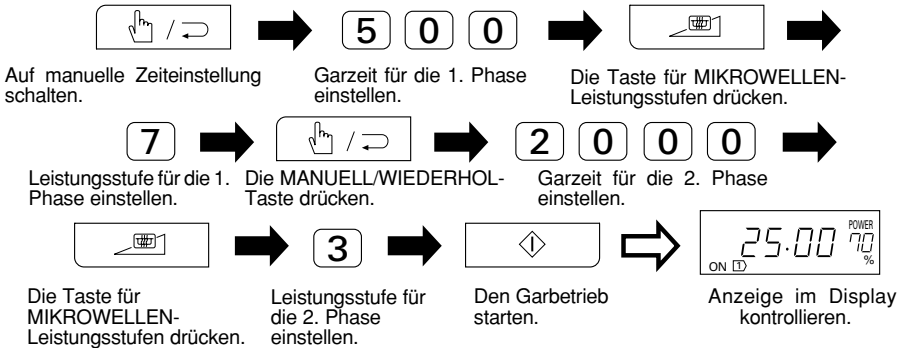 5 0 0
Auf manuelle Zeiteinstellung
schalten.
Garzeit für die 1. Phase
einstellen.
Die Taste für MIKROWELLEN-
Leistungsstufen drücken.
7
/
2 0 0 0
Leistungsstufe für die 1.
Phase einstellen.
Die MANUELL/WIEDERHOL-
Taste drücken.
Garzeit für die 2. Phase
einstellen.
3
25.00 POWER 70 %
ON 1
Die Taste für
MIKROWELLEN-
Leistungsstufen drücken.
Leistungsstufe für
die 2. Phase
einstellen.
Den Garbetrieb
starten.
Anzeige im Display
kontrollieren.